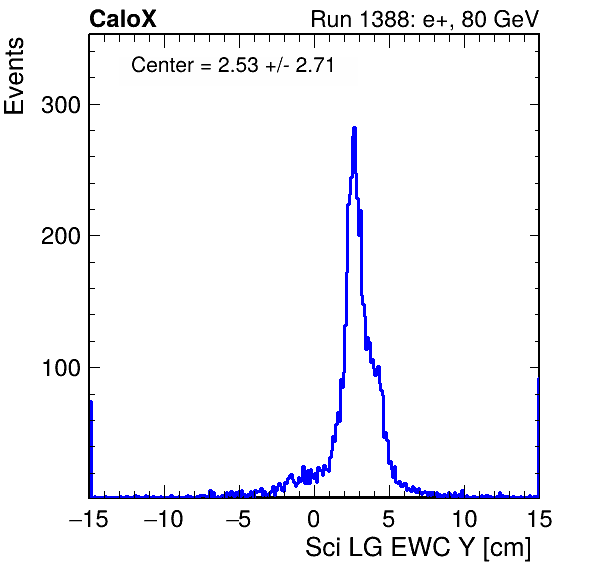 CaloX Run 1388: e+, 80 GeV
Center = 2.53 +/- 2.71
Events
300
200
100
−15 −10 −5 0 5 10 15
Sci LG EWC Y [cm]